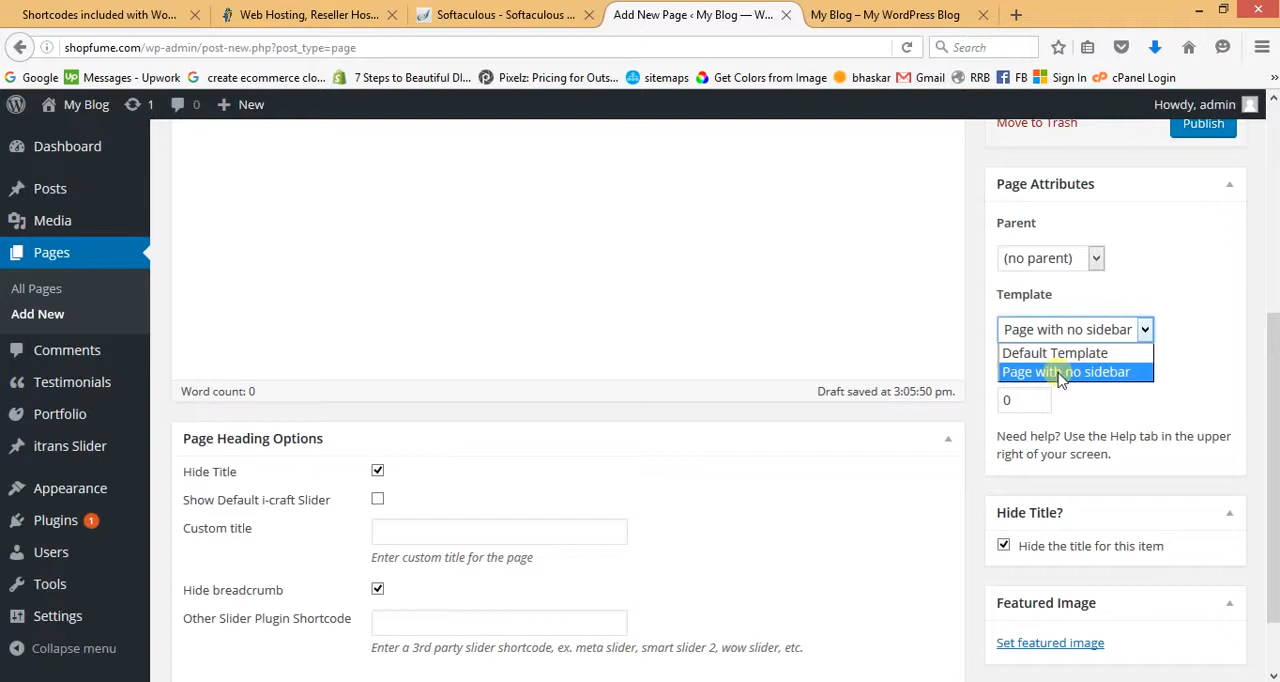 Shortcodes included with Wo...
Web Hosting, Reseller Hos...
Softaculous - Softaculous ...
Add New Page ‹ My Blog — W...
My Blog – My WordPress Blog
shopfume.com/wp-admin/post-new.php?post_type=page
Search
Google
Messages - Upwork
create ecommerce clo...
7 Steps to Beautiful DI...
Pixelz: Pricing for Outs...
sitemaps
Get Colors from Image
bhaskar
Gmail
RRB
FB
Sign In
cPanel Login
My Blog
1
0
New
Howdy, admin
Dashboard
Posts
Media
Pages
All Pages
Add New
Comments
Testimonials
Portfolio
itrans Slider
Appearance
Plugins 1
Users
Tools
Settings
Collapse menu
Word count: 0
Draft saved at 3:05:50 pm.
Page Heading Options
Hide Title
Show Default i-craft Slider
Custom title
Enter custom title for the page
Hide breadcrumb
Other Slider Plugin Shortcode
Enter a 3rd party slider shortcode, ex. meta slider, smart slider 2, wow slider, etc.
Move to Trash
Publish
Page Attributes
Parent
(no parent)
Template
Page with no sidebar
Default Template
Page with no sidebar
0
Need help? Use the Help tab in the upper
right of your screen.
Hide Title?
Hide the title for this item
Featured Image
Set featured image